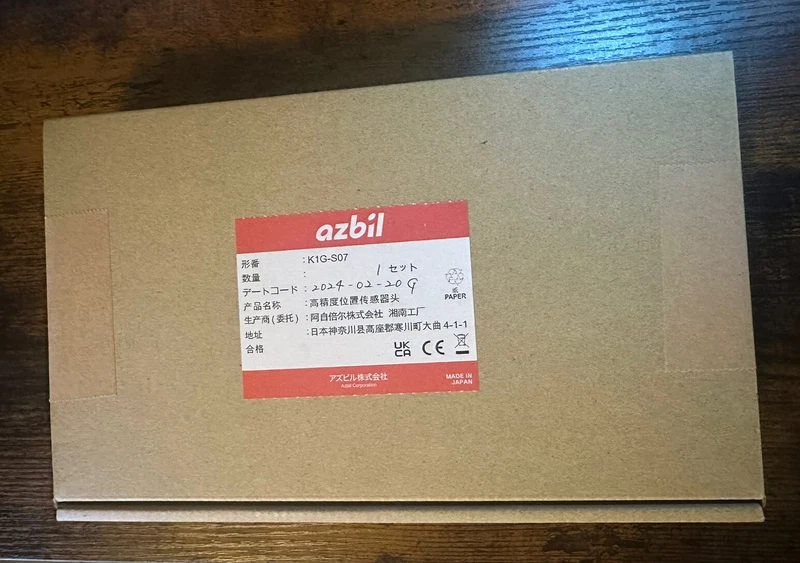 azbil
形番 : K1G-S07
数量 : 1 セット
デートコード : 2024-02-20 G
产品名称 : 高精度位置传感器头
生产商(委托) : 阿自倍尔株式会社 湘南工厂
地址 : 日本神奈川县高座郡寒川町大曲 4-1-1
合格
紙
PAPER
UK
CA
CE
アズビル株式会社
Azbil Corporation
MADE IN
JAPAN